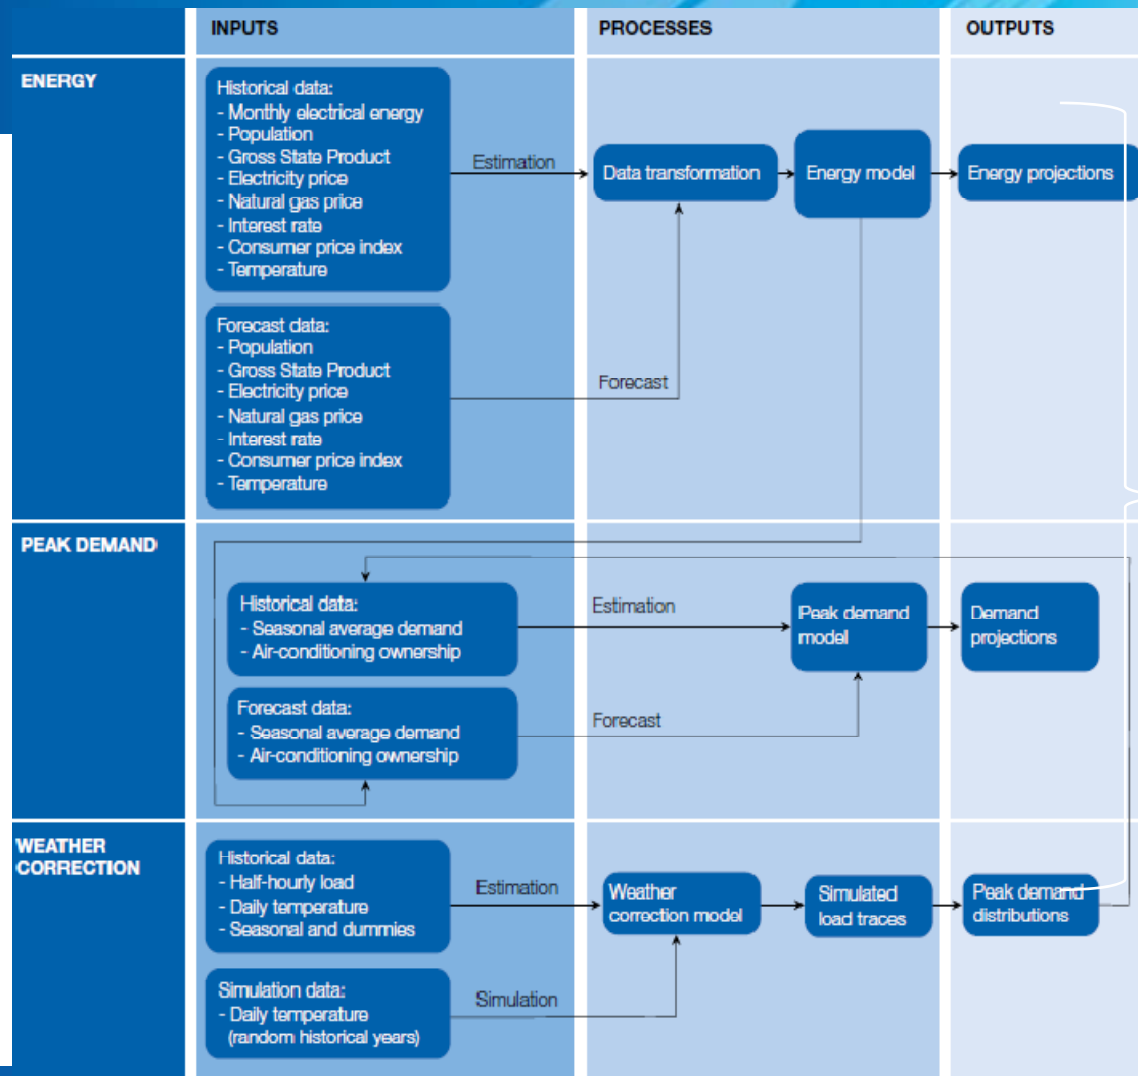 INPUTS
PROCESSES
OUTPUTS
ENERGY
Historical data:
- Monthly electrical energy
- Population
- Gross State Product
- Electricity price
- Natural gas price
- Interest rate
- Consumer price index
- Temperature
Estimation
Data transformation
Energy model
Energy projections
Forecast data:
- Population
- Gross State Product
- Electricity price
- Natural gas price
- Interest rate
- Consumer price index
- Temperature
Forecast
PEAK DEMAND
Historical data:
- Seasonal average demand
- Air-conditioning ownership
Estimation
Peak demand
model
Demand
projections
Forecast data:
- Seasonal average demand
- Air-conditioning ownership
Forecast
WEATHER
CORRECTION
Historical data:
- Half-hourly load
- Daily temperature
- Seasonal and dummies
Estimation
Weather
correction model
Simulated
load traces
Peak demand
distributions
Simulation data:
- Daily temperature
(random historical years)
Simulation